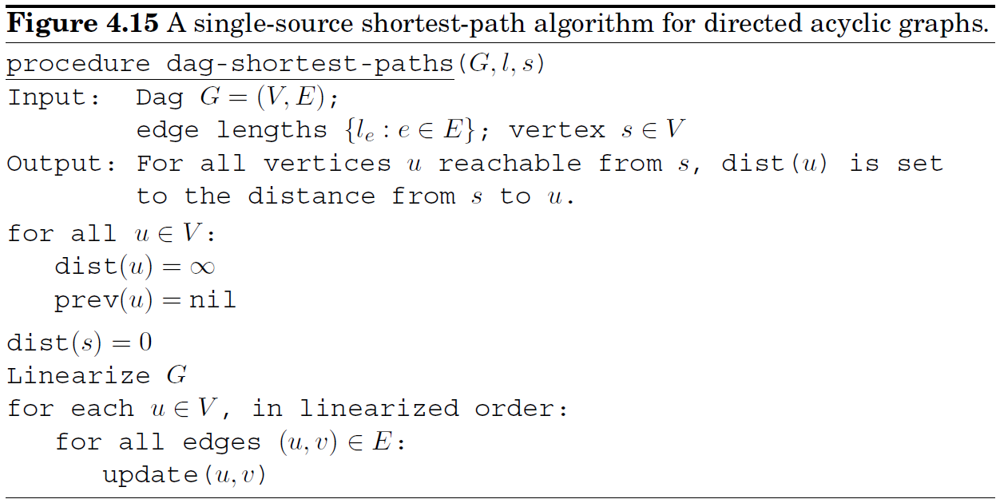 Figure 4.15 A single-source shortest-path algorithm for directed acyclic graphs.
procedure dag-shortest-paths(G, l, s)
Input: Dag G = (V, E);
edge lengths {l_e : e ∈ E}; vertex s ∈ V
Output: For all vertices u reachable from s, dist(u) is set
to the distance from s to u.
for all u ∈ V:
dist(u) = ∞
prev(u) = nil
dist(s) = 0
Linearize G
for each u ∈ V, in linearized order:
for all edges (u, v) ∈ E:
update(u, v)